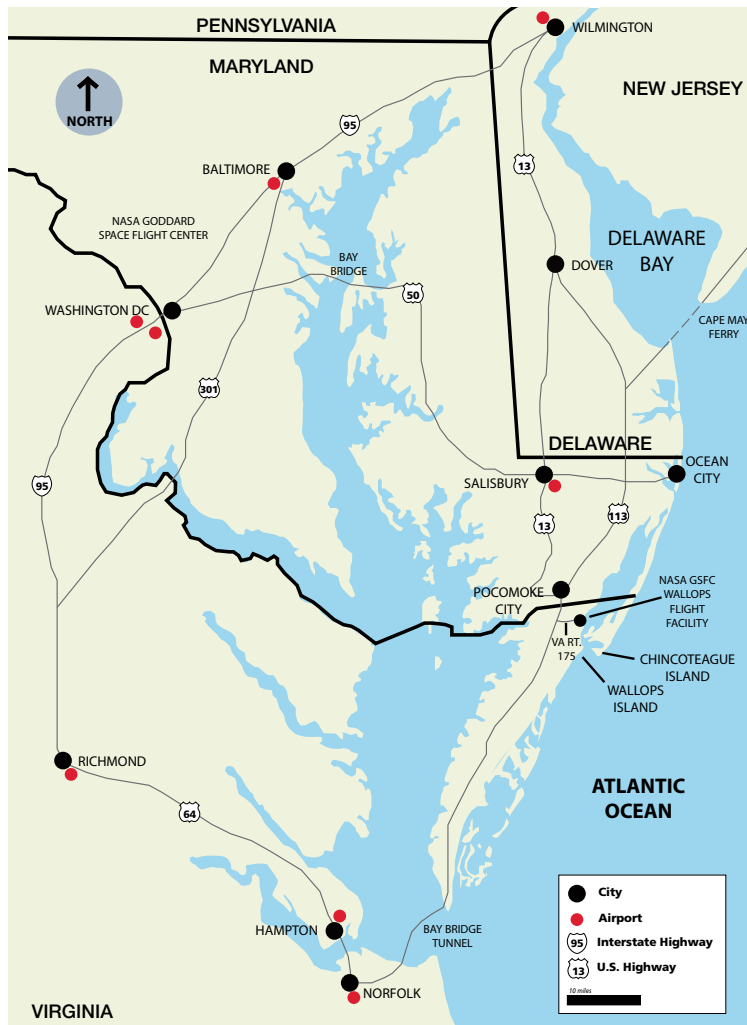 PENNSYLVANIA
WILMINGTON
MARYLAND
NEW JERSEY
NORTH
95
13
BALTIMORE
NASA GODDARD
SPACE FLIGHT CENTER
DELAWARE
BAY
BAY
BRIDGE
DOVER
50
WASHINGTON DC
CAPE MAY
FERRY
301
DELAWARE
OCEAN
CITY
SALISBURY
95
13
113
POCOMOKE
CITY
NASA GSFC
WALLOPS
FLIGHT
FACILITY
VA RT.
175
CHINCOTEAGUE
ISLAND
WALLOPS
ISLAND
RICHMOND
ATLANTIC
OCEAN
64
HAMPTON
BAY BRIDGE
TUNNEL
NORFOLK
VIRGINIA
City
Airport
95 Interstate Highway
13 U.S. Highway
10 miles